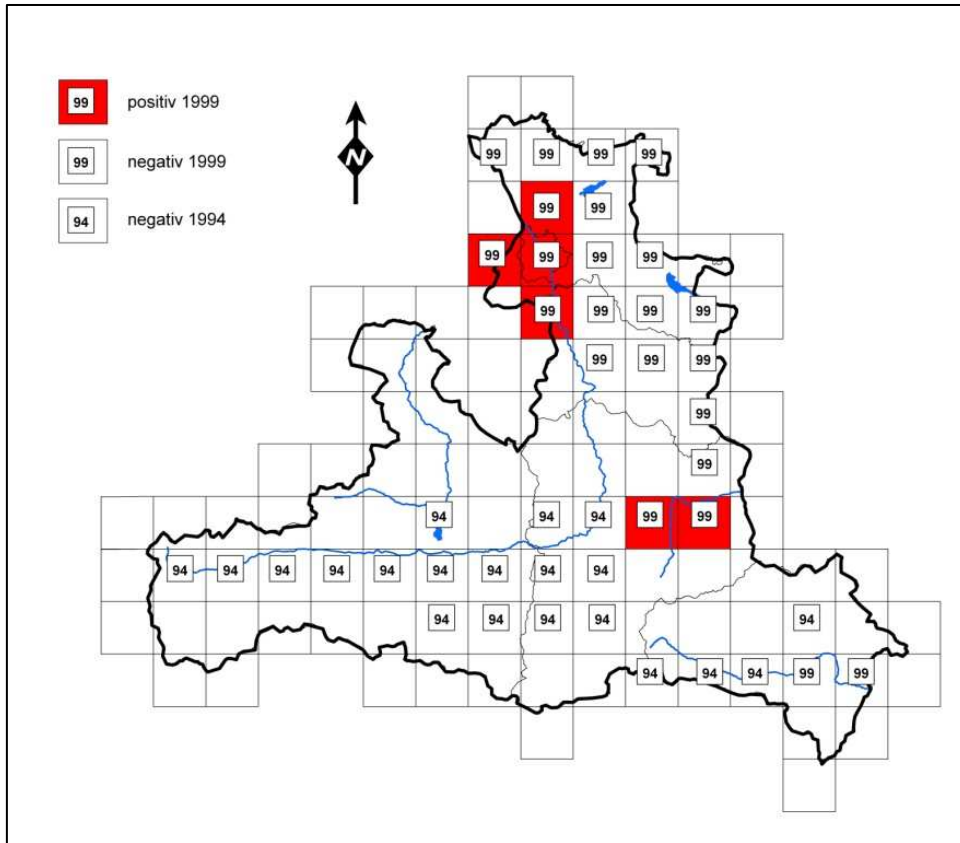 99 positiv 1999
99 negativ 1999
94 negativ 1994
N
99 99 99 99
99 99
99 99 99 99
99 99 99 99
99 99 99
99
99
94 94 94 99 99
94 94 94 94 94 94 94 94 94
94 94 94 94 94
94 94 94 99 99